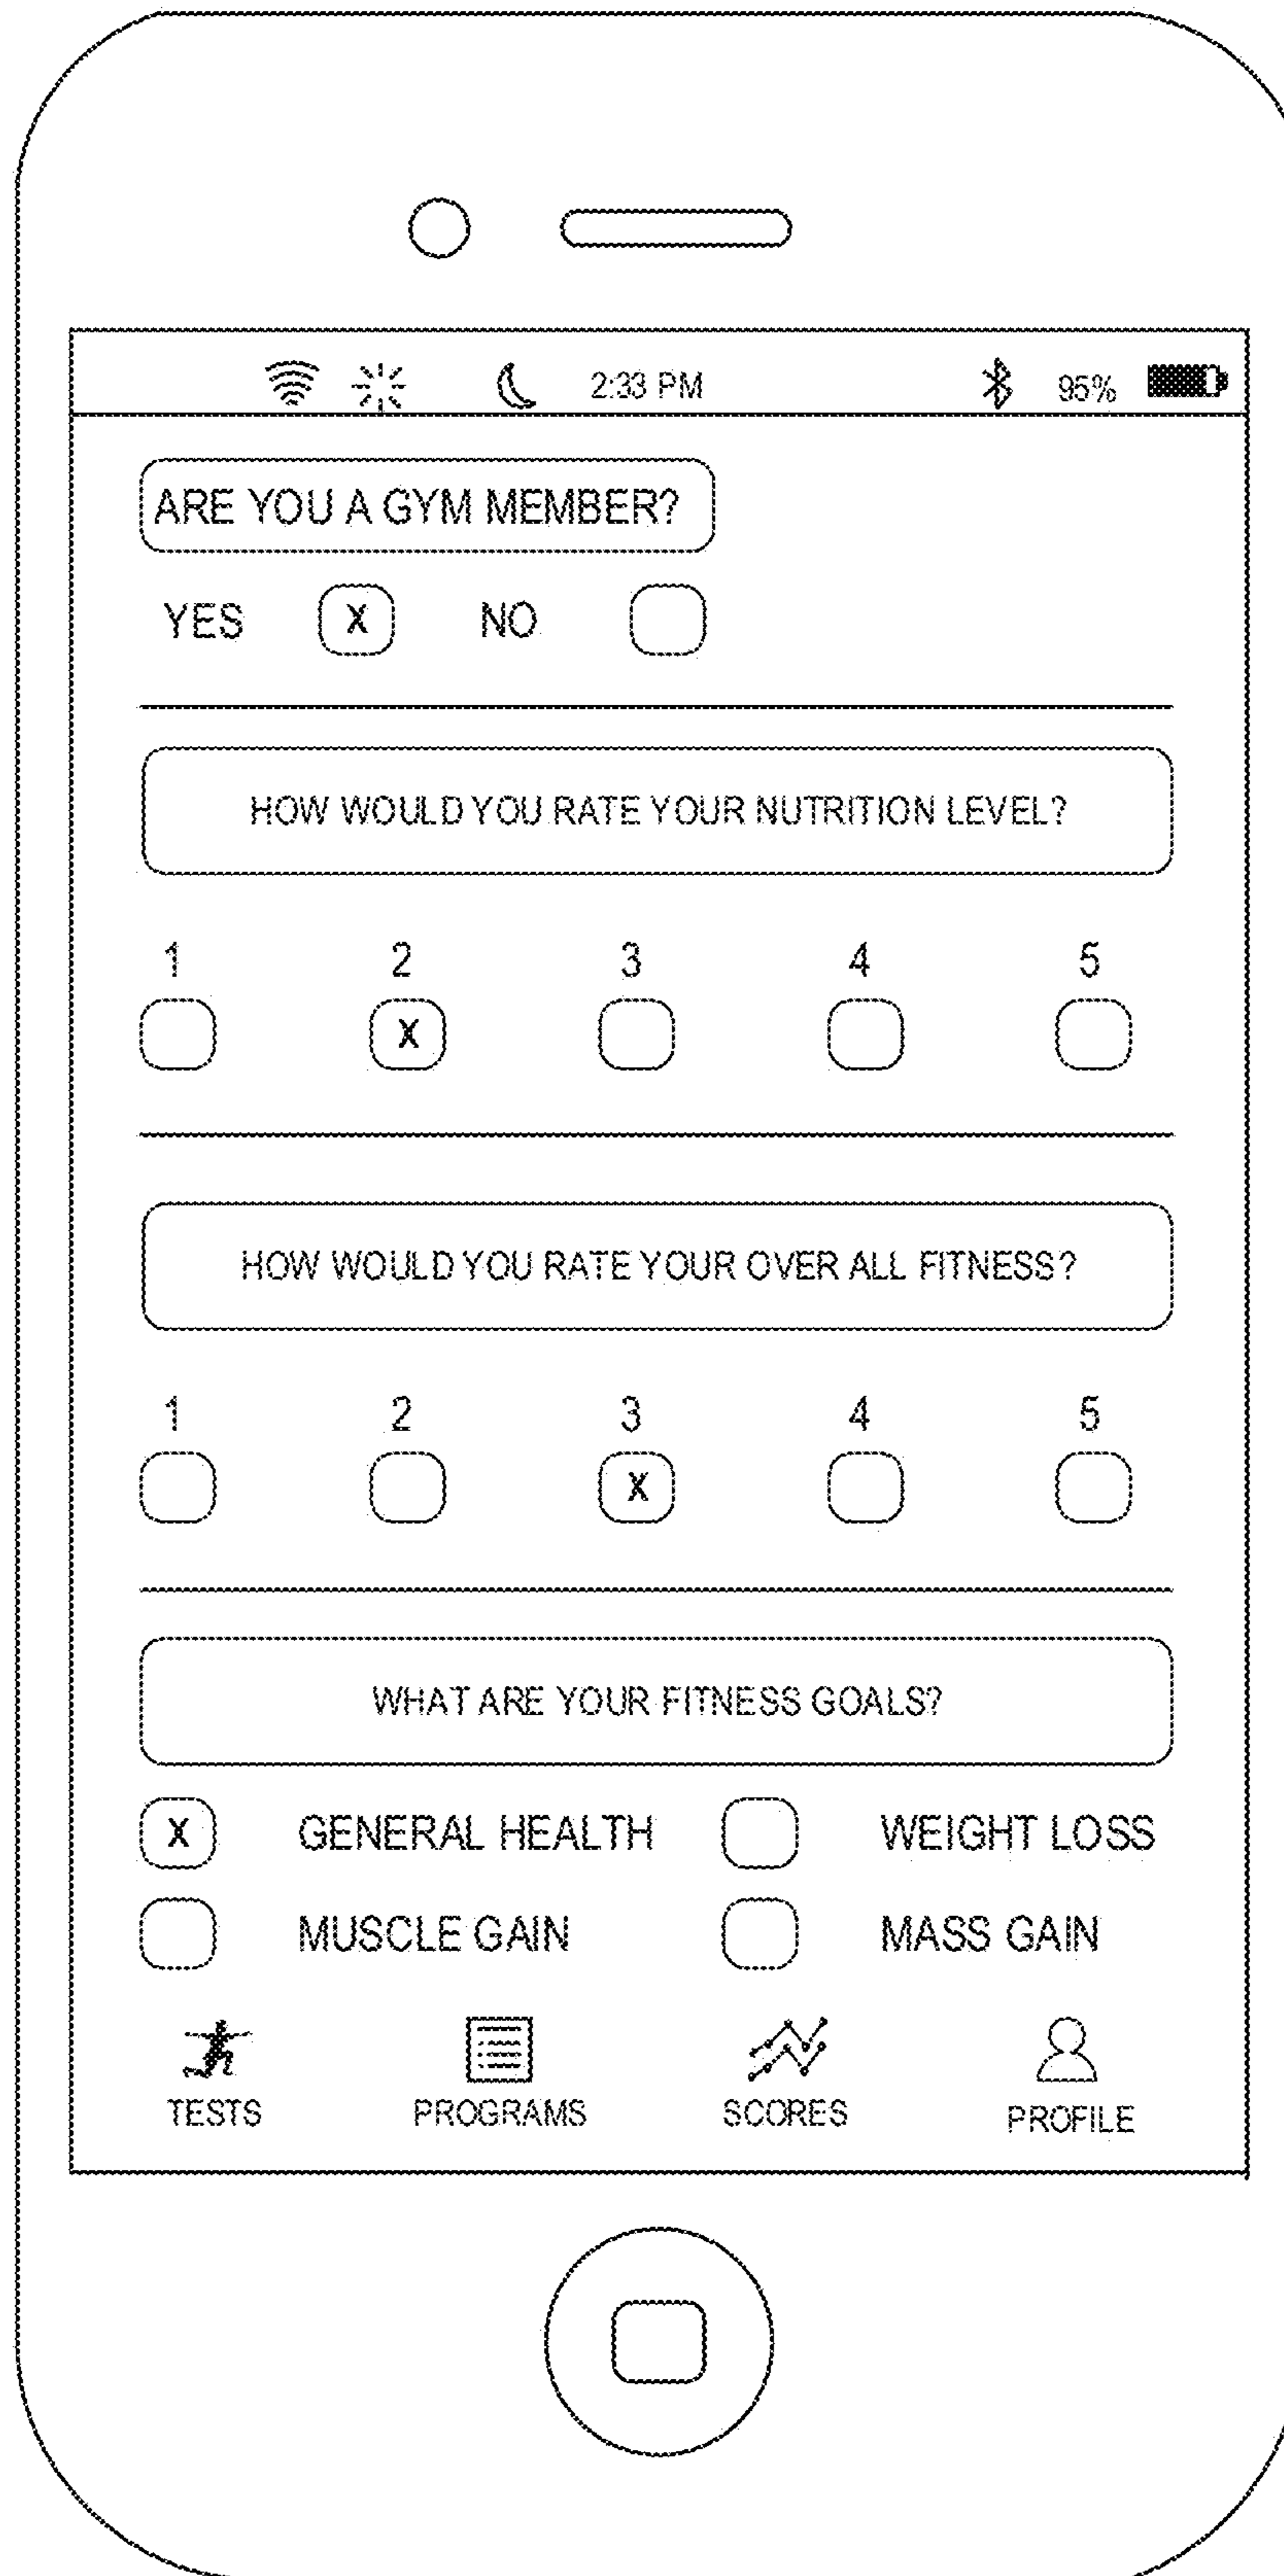 2:33 PM 95%
ARE YOU A GYM MEMBER?
YES X NO
HOW WOULD YOU RATE YOUR NUTRITION LEVEL?
1 2 3 4 5
X
HOW WOULD YOU RATE YOUR OVER ALL FITNESS?
1 2 3 4 5
X
WHAT ARE YOUR FITNESS GOALS?
X GENERAL HEALTH WEIGHT LOSS
MUSCLE GAIN MASS GAIN
TESTS PROGRAMS SCORES PROFILE